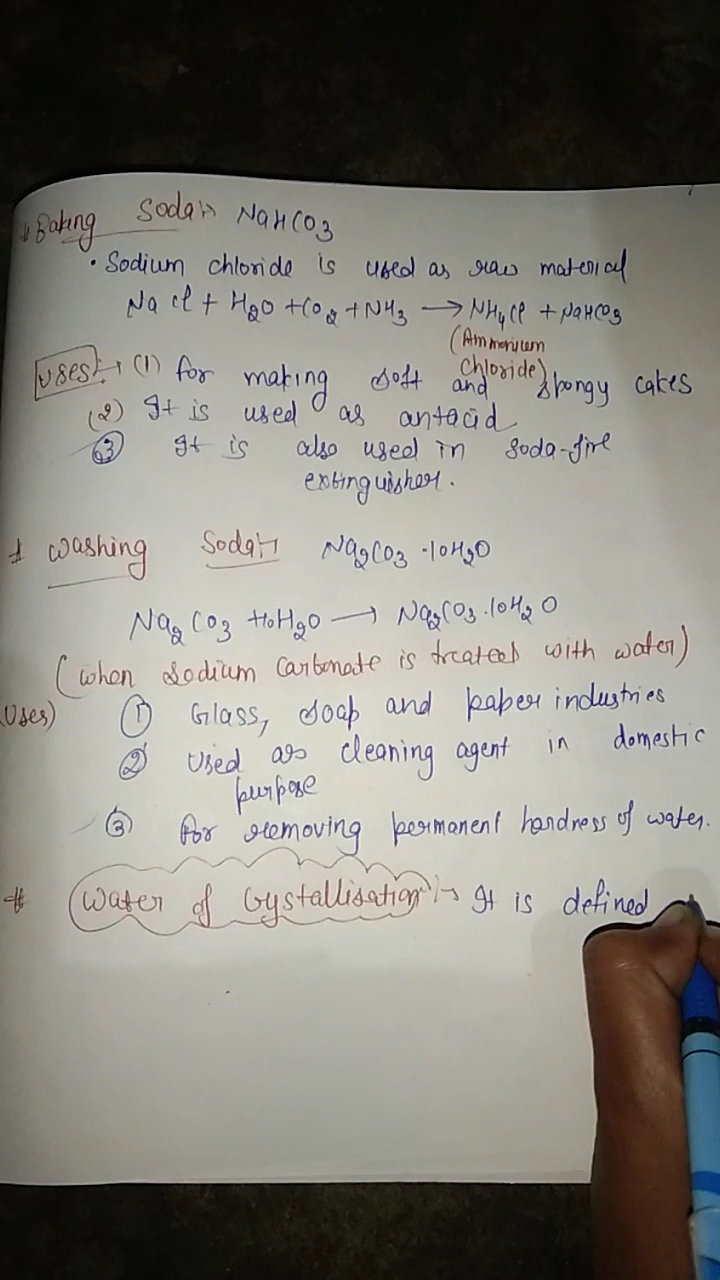 * Baking Soda:- NaHCO3
• Sodium chloride is used as raw material
NaCl + H2O + CO2 + NH3 → NH4Cl + NaHCO3
(Ammonium Chloride)
Uses:→ (1) for making soft and spongy cakes
(2) It is used as antacid
(3) It is also used in soda-fire
extinguisher.
* Washing Soda:- Na2CO3 ·10H2O
Na2CO3 +10H2O → Na2CO3.10H2O
(when sodium carbonate is treated with water)
Uses) (1) Glass, soap and paper industries
(2) Used as cleaning agent in domestic
purpose
(3) for removing permanent hardness of water.
# Water of Crystallisation :→ It is defined